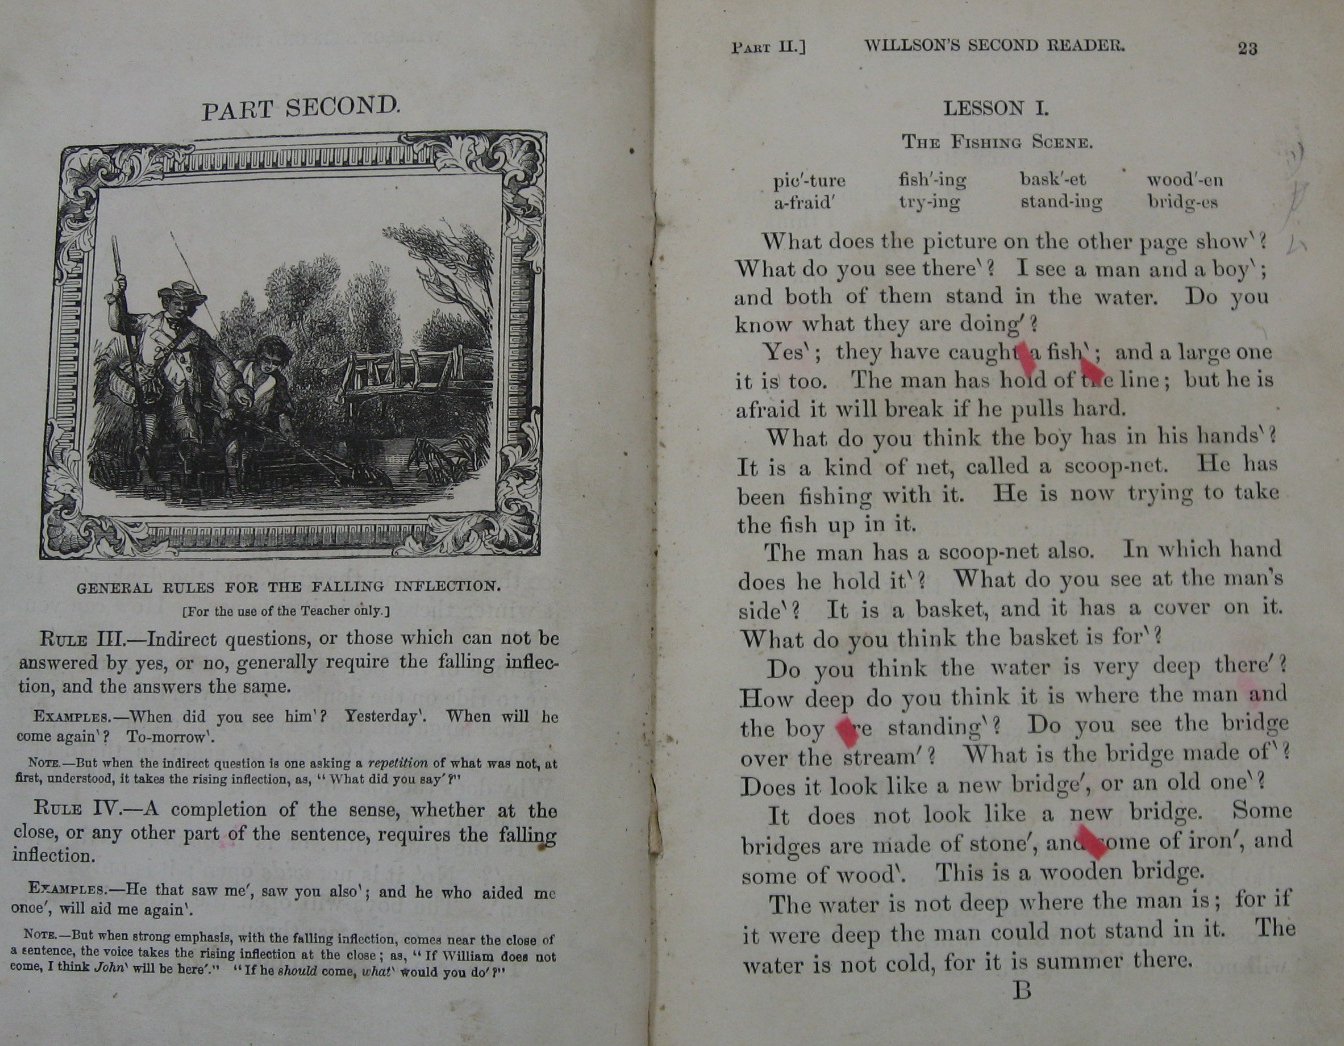 PART SECOND.
GENERAL RULES FOR THE FALLING INFLECTION.
[For the use of the Teacher only.]
RULE III.—Indirect questions, or those which can not be
answered by yes, or no, generally require the falling inflec-
tion, and the answers the same.
EXAMPLES.—When did you see him‵? Yesterday‵. When will he
come again‵? To-morrow‵.
NOTE.—But when the indirect question is one asking a repetition of what was not, at
first, understood, it takes the rising inflection, as, “What did you say′?”
RULE IV.—A completion of the sense, whether at the
close, or any other part of the sentence, requires the falling
inflection.
EXAMPLES.—He that saw me′, saw you also‵; and he who aided me
once′, will aid me again‵.
NOTE.—But when strong emphasis, with the falling inflection, comes near the close of
a sentence, the voice takes the rising inflection at the close; as, “If William does not
come, I think John‵ will be here′.” “If he should come, what‵ would you do′?”
PART II.] WILLSON'S SECOND READER. 23
LESSON I.
THE FISHING SCENE.
pic′-ture fish′-ing bask′-et wood′-en
a-fraid′ try-ing stand-ing bridg-es
What does the picture on the other page show‵?
What do you see there‵? I see a man and a boy‵;
and both of them stand in the water. Do you
know what they are doing′?
Yes‵; they have caught a fish‵; and a large one
it is too. The man has hold of the line; but he is
afraid it will break if he pulls hard.
What do you think the boy has in his hands‵?
It is a kind of net, called a scoop-net. He has
been fishing with it. He is now trying to take
the fish up in it.
The man has a scoop-net also. In which hand
does he hold it‵? What do you see at the man's
side‵? It is a basket, and it has a cover on it.
What do you think the basket is for‵?
Do you think the water is very deep there′?
How deep do you think it is where the man and
the boy are standing‵? Do you see the bridge
over the stream′? What is the bridge made of‵?
Does it look like a new bridge′, or an old one‵?
It does not look like a new bridge. Some
bridges are made of stone′, and some of iron′, and
some of wood‵. This is a wooden bridge.
The water is not deep where the man is; for if
it were deep the man could not stand in it. The
water is not cold, for it is summer there.
B